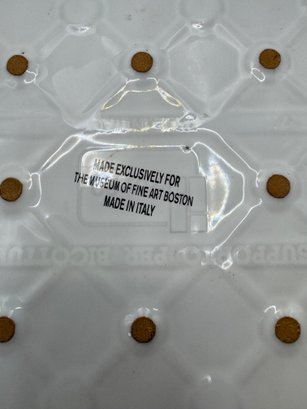 MADE EXCLUSIVELY FOR
THE MUSEUM OF FINE ART BOSTON
MADE IN ITALY